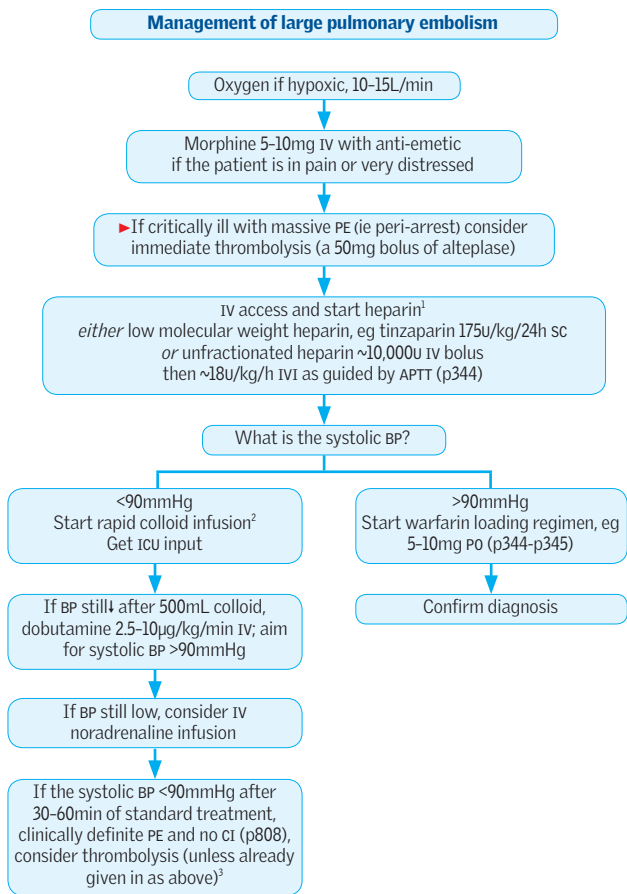 Management of large pulmonary embolism
Oxygen if hypoxic, 10–15L/min
Morphine 5–10mg IV with anti-emetic
if the patient is in pain or very distressed
►If critically ill with massive PE (ie peri-arrest) consider
immediate thrombolysis (a 50mg bolus of alteplase)
IV access and start heparin¹
either low molecular weight heparin, eg tinzaparin 175U/kg/24h SC
or unfractionated heparin ~10,000U IV bolus
then ~18U/kg/h IVI as guided by APTT (p344)
What is the systolic BP?
<90mmHg
Start rapid colloid infusion²
Get ICU input
>90mmHg
Start warfarin loading regimen, eg
5–10mg PO (p344-p345)
If BP still↓ after 500mL colloid,
dobutamine 2.5–10µg/kg/min IV; aim
for systolic BP >90mmHg
Confirm diagnosis
If BP still low, consider IV
noradrenaline infusion
If the systolic BP <90mmHg after
30–60min of standard treatment,
clinically definite PE and no CI (p808),
consider thrombolysis (unless already
given in as above)³